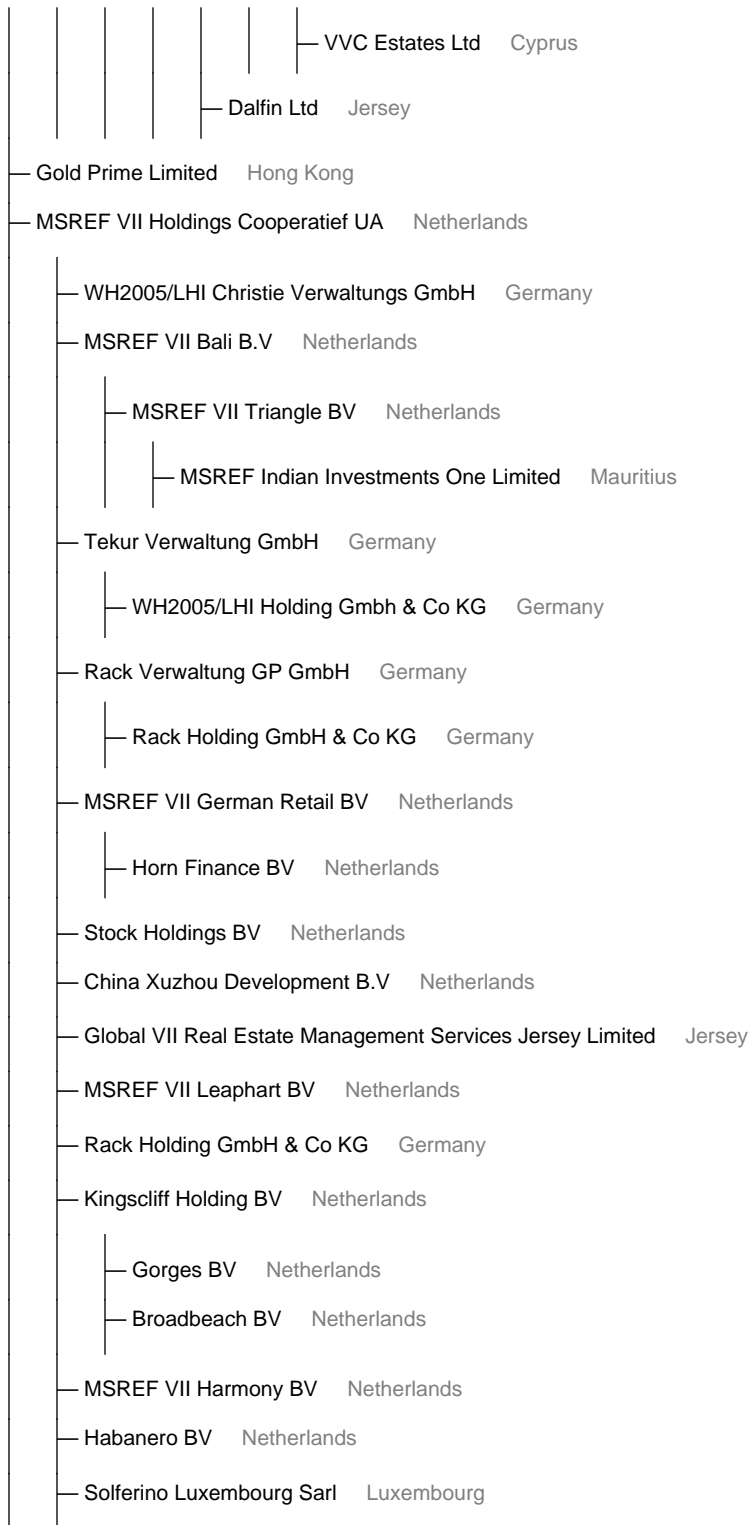 VVC Estates Ltd Cyprus
Dalfin Ltd Jersey
Gold Prime Limited Hong Kong
MSREF VII Holdings Cooperatief UA Netherlands
WH2005/LHI Christie Verwaltungs GmbH Germany
MSREF VII Bali B.V Netherlands
MSREF VII Triangle BV Netherlands
MSREF Indian Investments One Limited Mauritius
Tekur Verwaltung GmbH Germany
WH2005/LHI Holding Gmbh & Co KG Germany
Rack Verwaltung GP GmbH Germany
Rack Holding GmbH & Co KG Germany
MSREF VII German Retail BV Netherlands
Horn Finance BV Netherlands
Stock Holdings BV Netherlands
China Xuzhou Development B.V Netherlands
Global VII Real Estate Management Services Jersey Limited Jersey
MSREF VII Leaphart BV Netherlands
Rack Holding GmbH & Co KG Germany
Kingscliff Holding BV Netherlands
Gorges BV Netherlands
Broadbeach BV Netherlands
MSREF VII Harmony BV Netherlands
Habanero BV Netherlands
Solferino Luxembourg Sarl Luxembourg